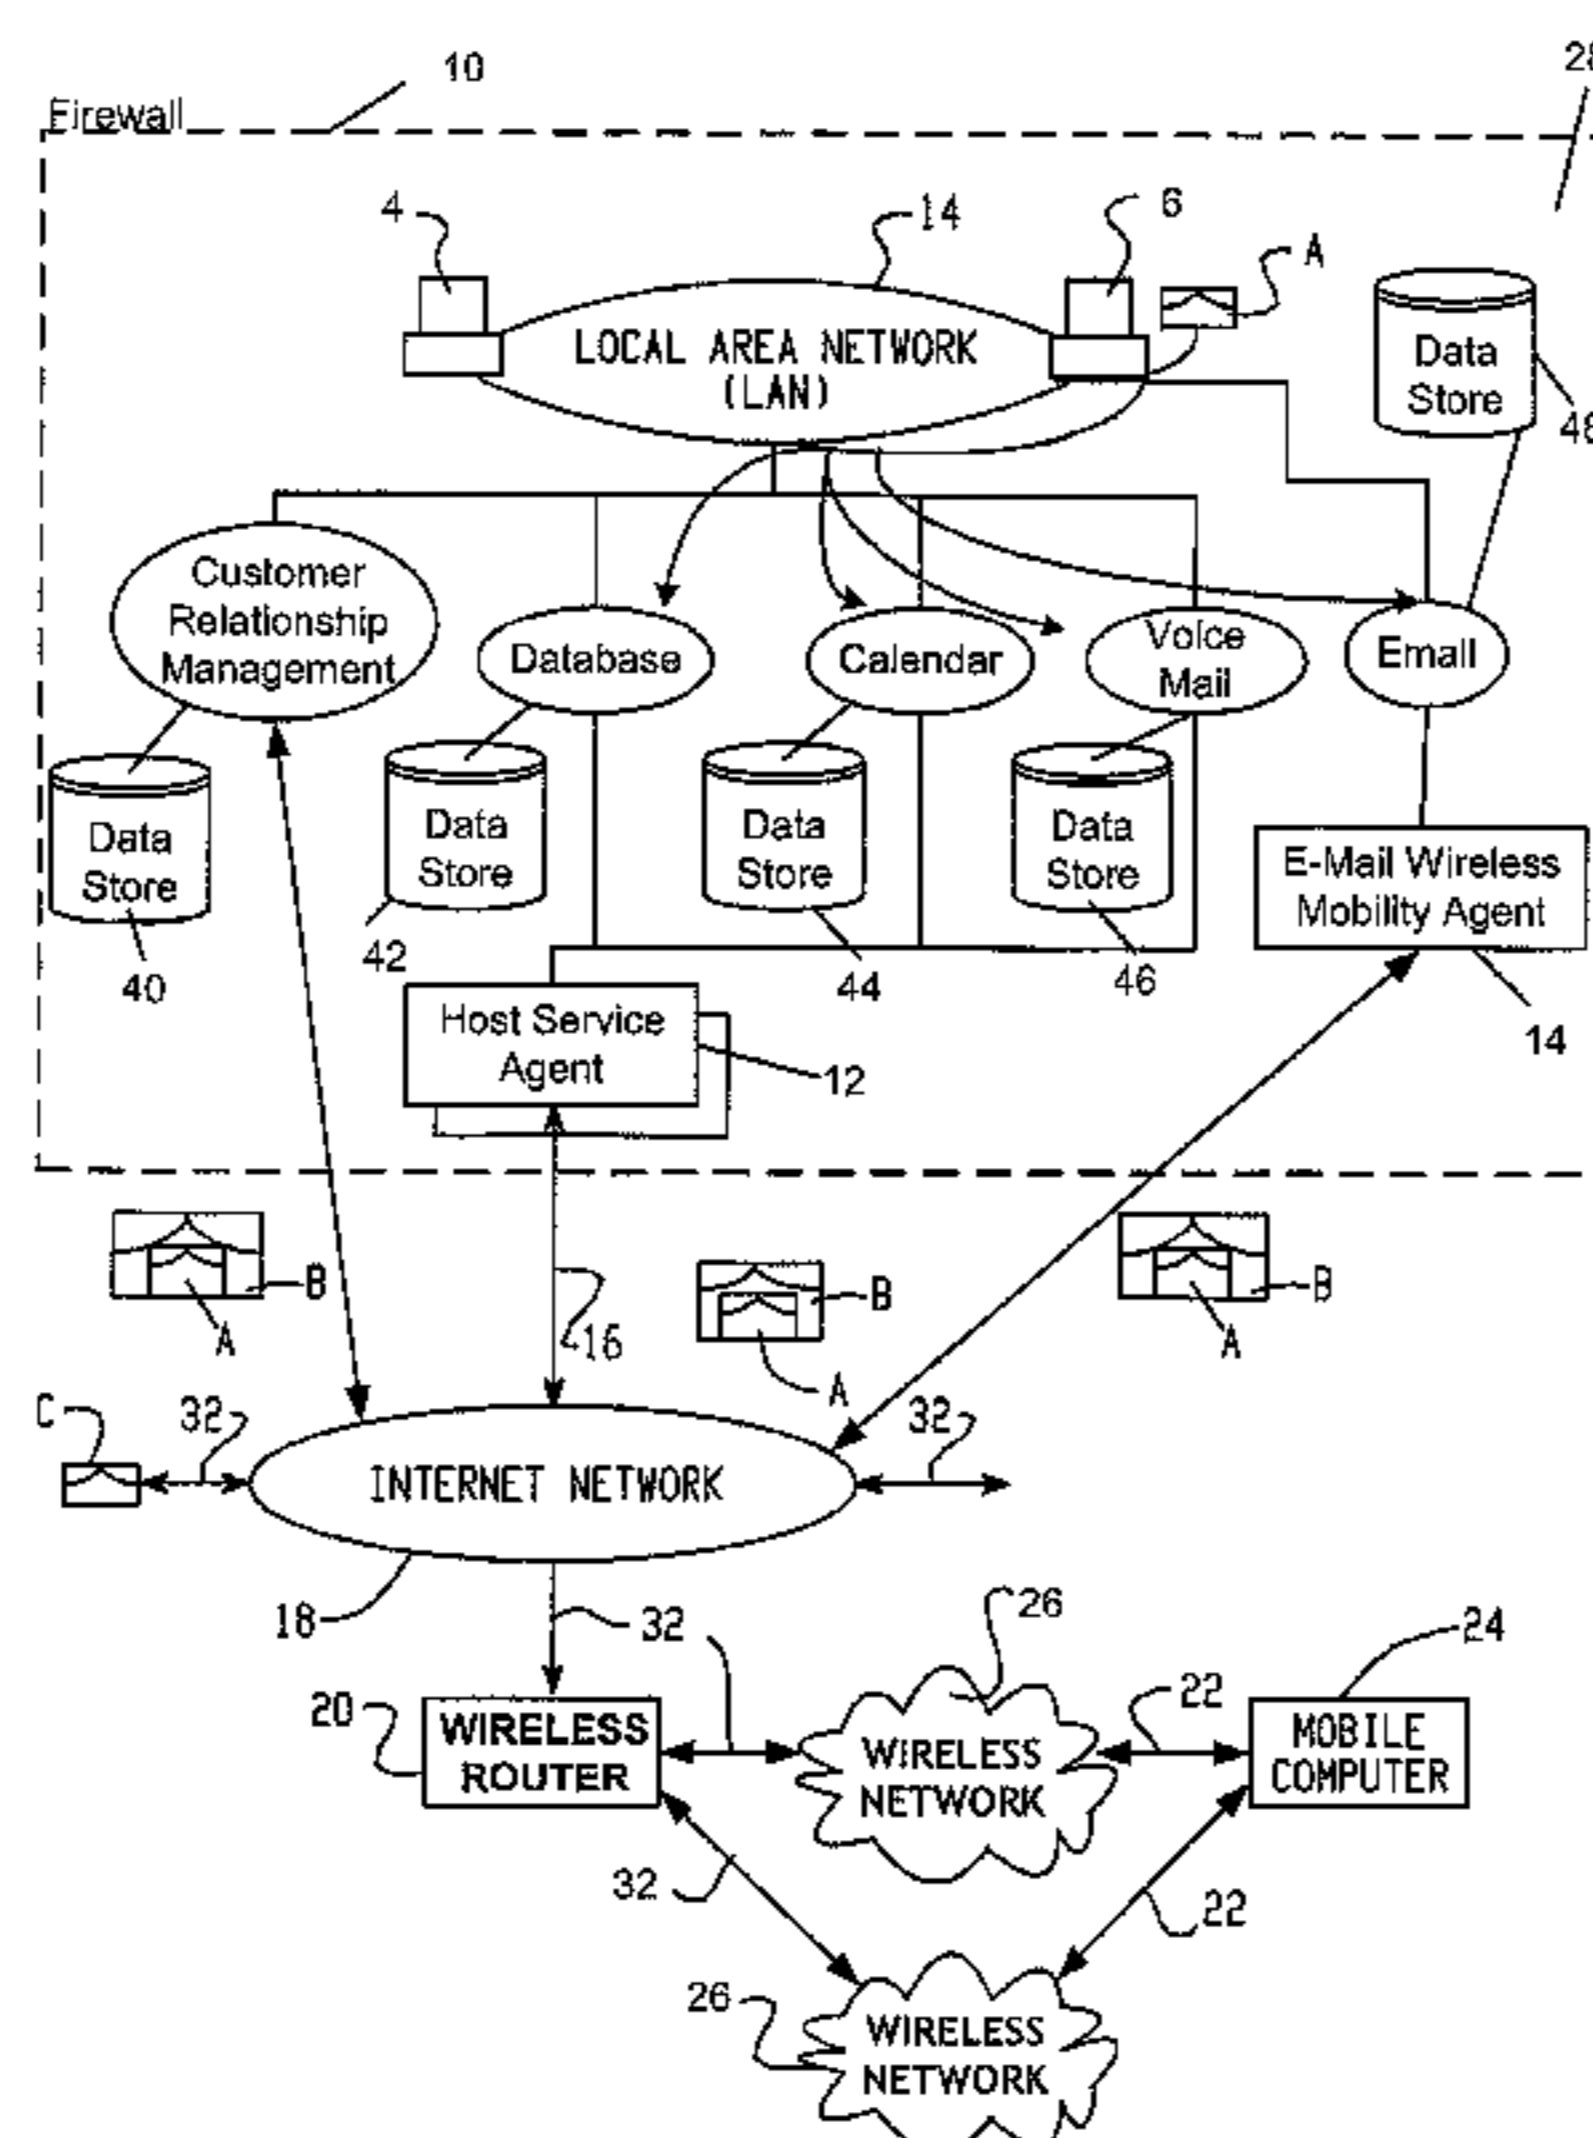 10
28
Firewall
4
14
6
A
LOCAL AREA NETWORK
(LAN)
Data
Store
48
Customer
Relationship
Management
Database
Calendar
Voice
Mail
Email
Data
Store
40
Data
Store
42
Data
Store
44
Data
Store
46
E-Mail Wireless
Mobility Agent
14
Host Service
Agent
12
B
A
16
B
A
B
A
C
32
32
INTERNET NETWORK
18
32
26
24
20
WIRELESS
ROUTER
WIRELESS
NETWORK
22
MOBILE
COMPUTER
32
22
26
WIRELESS
NETWORK